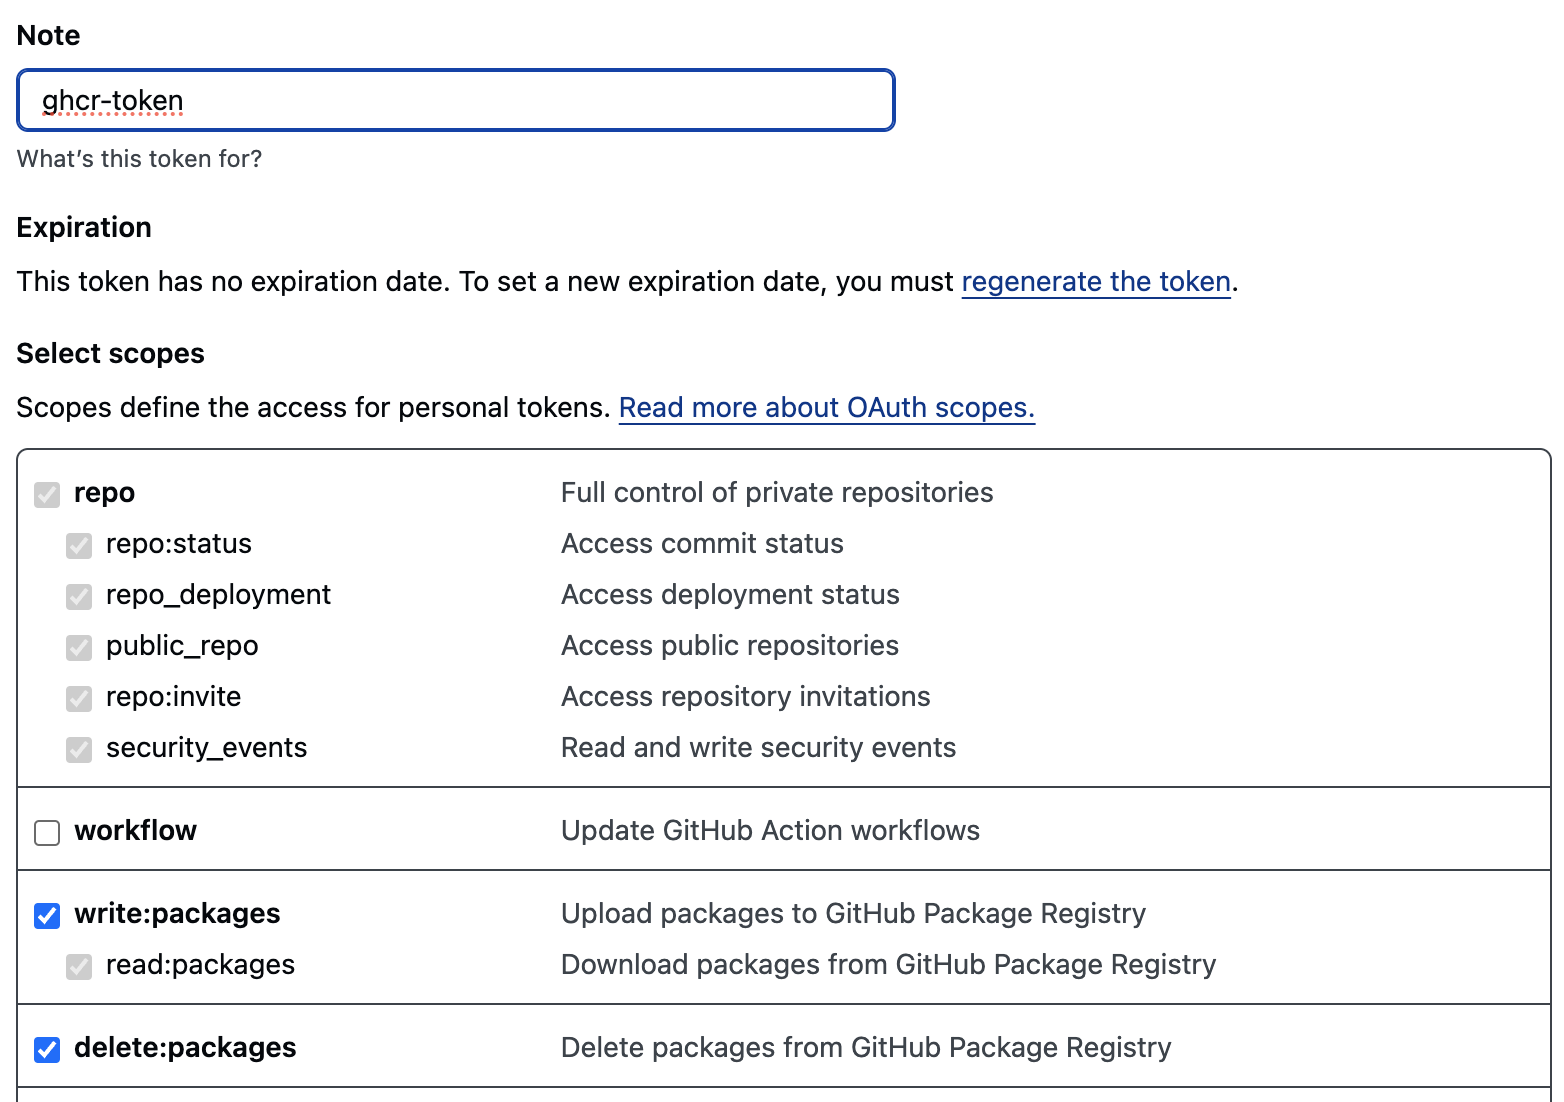 Note
ghcr-token
What's this token for?
Expiration
This token has no expiration date. To set a new expiration date, you must regenerate the token.
Select scopes
Scopes define the access for personal tokens. Read more about OAuth scopes.
repo Full control of private repositories
repo:status Access commit status
repo_deployment Access deployment status
public_repo Access public repositories
repo:invite Access repository invitations
security_events Read and write security events
workflow Update GitHub Action workflows
write:packages Upload packages to GitHub Package Registry
read:packages Download packages from GitHub Package Registry
delete:packages Delete packages from GitHub Package Registry